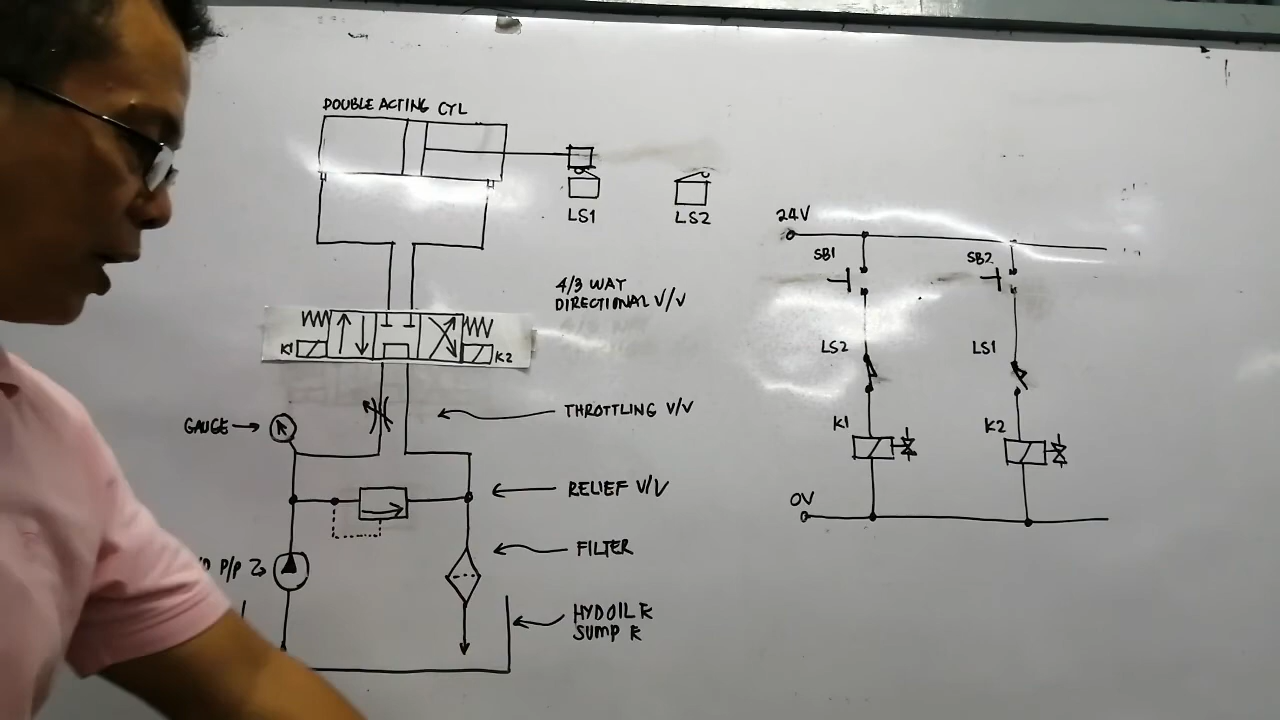 DOUBLE ACTING CYL
LS1
LS2
4/3 WAY
DIRECTIONAL V/V
K1
K2
THROTTLING V/V
GAUGE
RELIEF V/V
P/P
FILTER
HYD OIL
SUMP
24V
SB1
SB2
LS2
LS1
K1
K2
0V